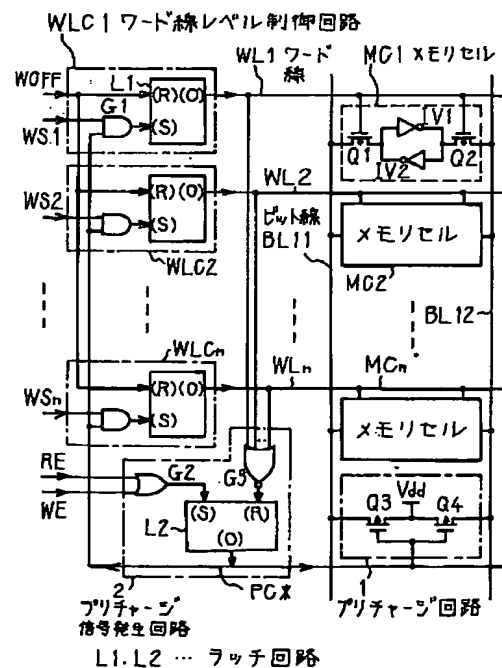 WLC1 ワード線レベル制御回路
WOFF
L1
WL1 ワード線
MC1 メモリセル
(R)(O)
G1
WS1
(S)
IV1
Q1
Q2
IV2
WS2
(R)(O)
(S)
WL2
WLC2
ビット線
BL11
メモリセル
MC2
BL12
WLCn
WSn
(R)(O)
(S)
WLn
MCn
メモリセル
RE
WE
G2
G3
L2
(S)
(R)
(O)
Q3
Vdd
Q4
2
PC*
1
プリチャージ
信号発生回路
プリチャージ回路
L1.L2 … ラッチ回路